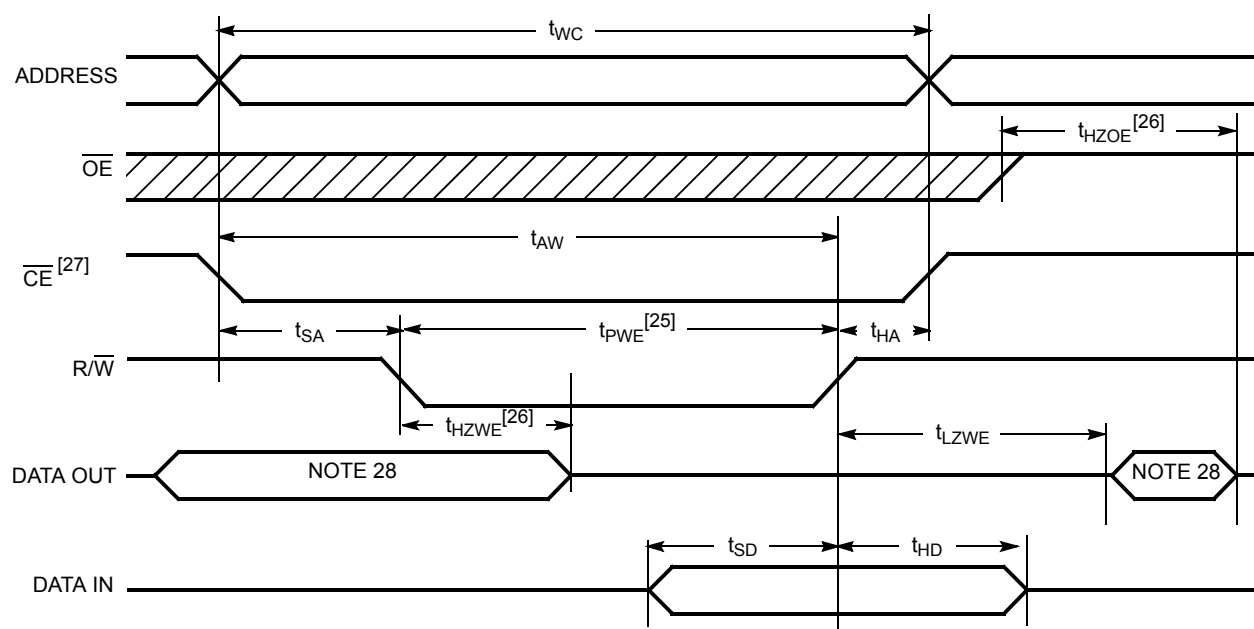 tWC
ADDRESS
tHZOE[26]
OE
tAW
CE [27]
tSA
tPWE[25]
tHA
R/W
tHZWE[26]
tLZWE
DATA OUT
NOTE 28
NOTE 28
tSD
tHD
DATA IN